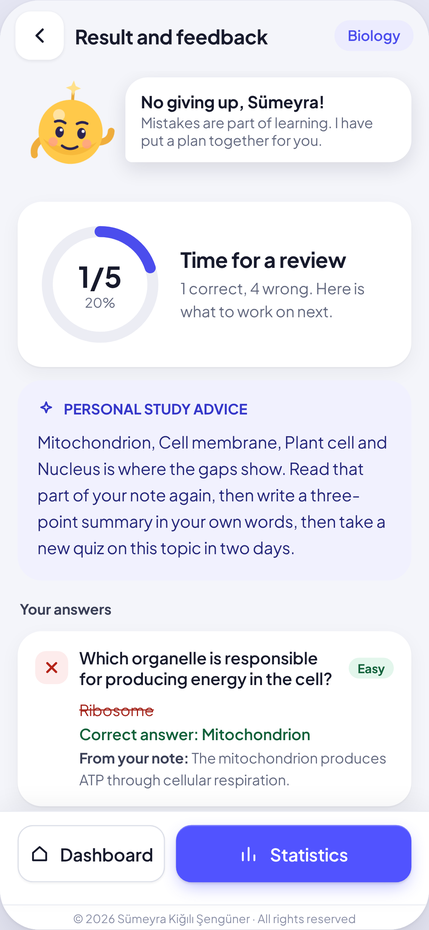 Result and feedback
Biology
No giving up, Sümeyra!
Mistakes are part of learning. I have
put a plan together for you.
1/5
20%
Time for a review
1 correct, 4 wrong. Here is
what to work on next.
PERSONAL STUDY ADVICE
Mitochondrion, Cell membrane, Plant cell and
Nucleus is where the gaps show. Read that
part of your note again, then write a three-
point summary in your own words, then take a
new quiz on this topic in two days.
Your answers
Which organelle is responsible
for producing energy in the cell?
Easy
Ribosome
Correct answer: Mitochondrion
From your note: The mitochondrion produces
ATP through cellular respiration.
Dashboard
Statistics
© 2026 Sümeyra Kiğılı Şengüner · All rights reserved